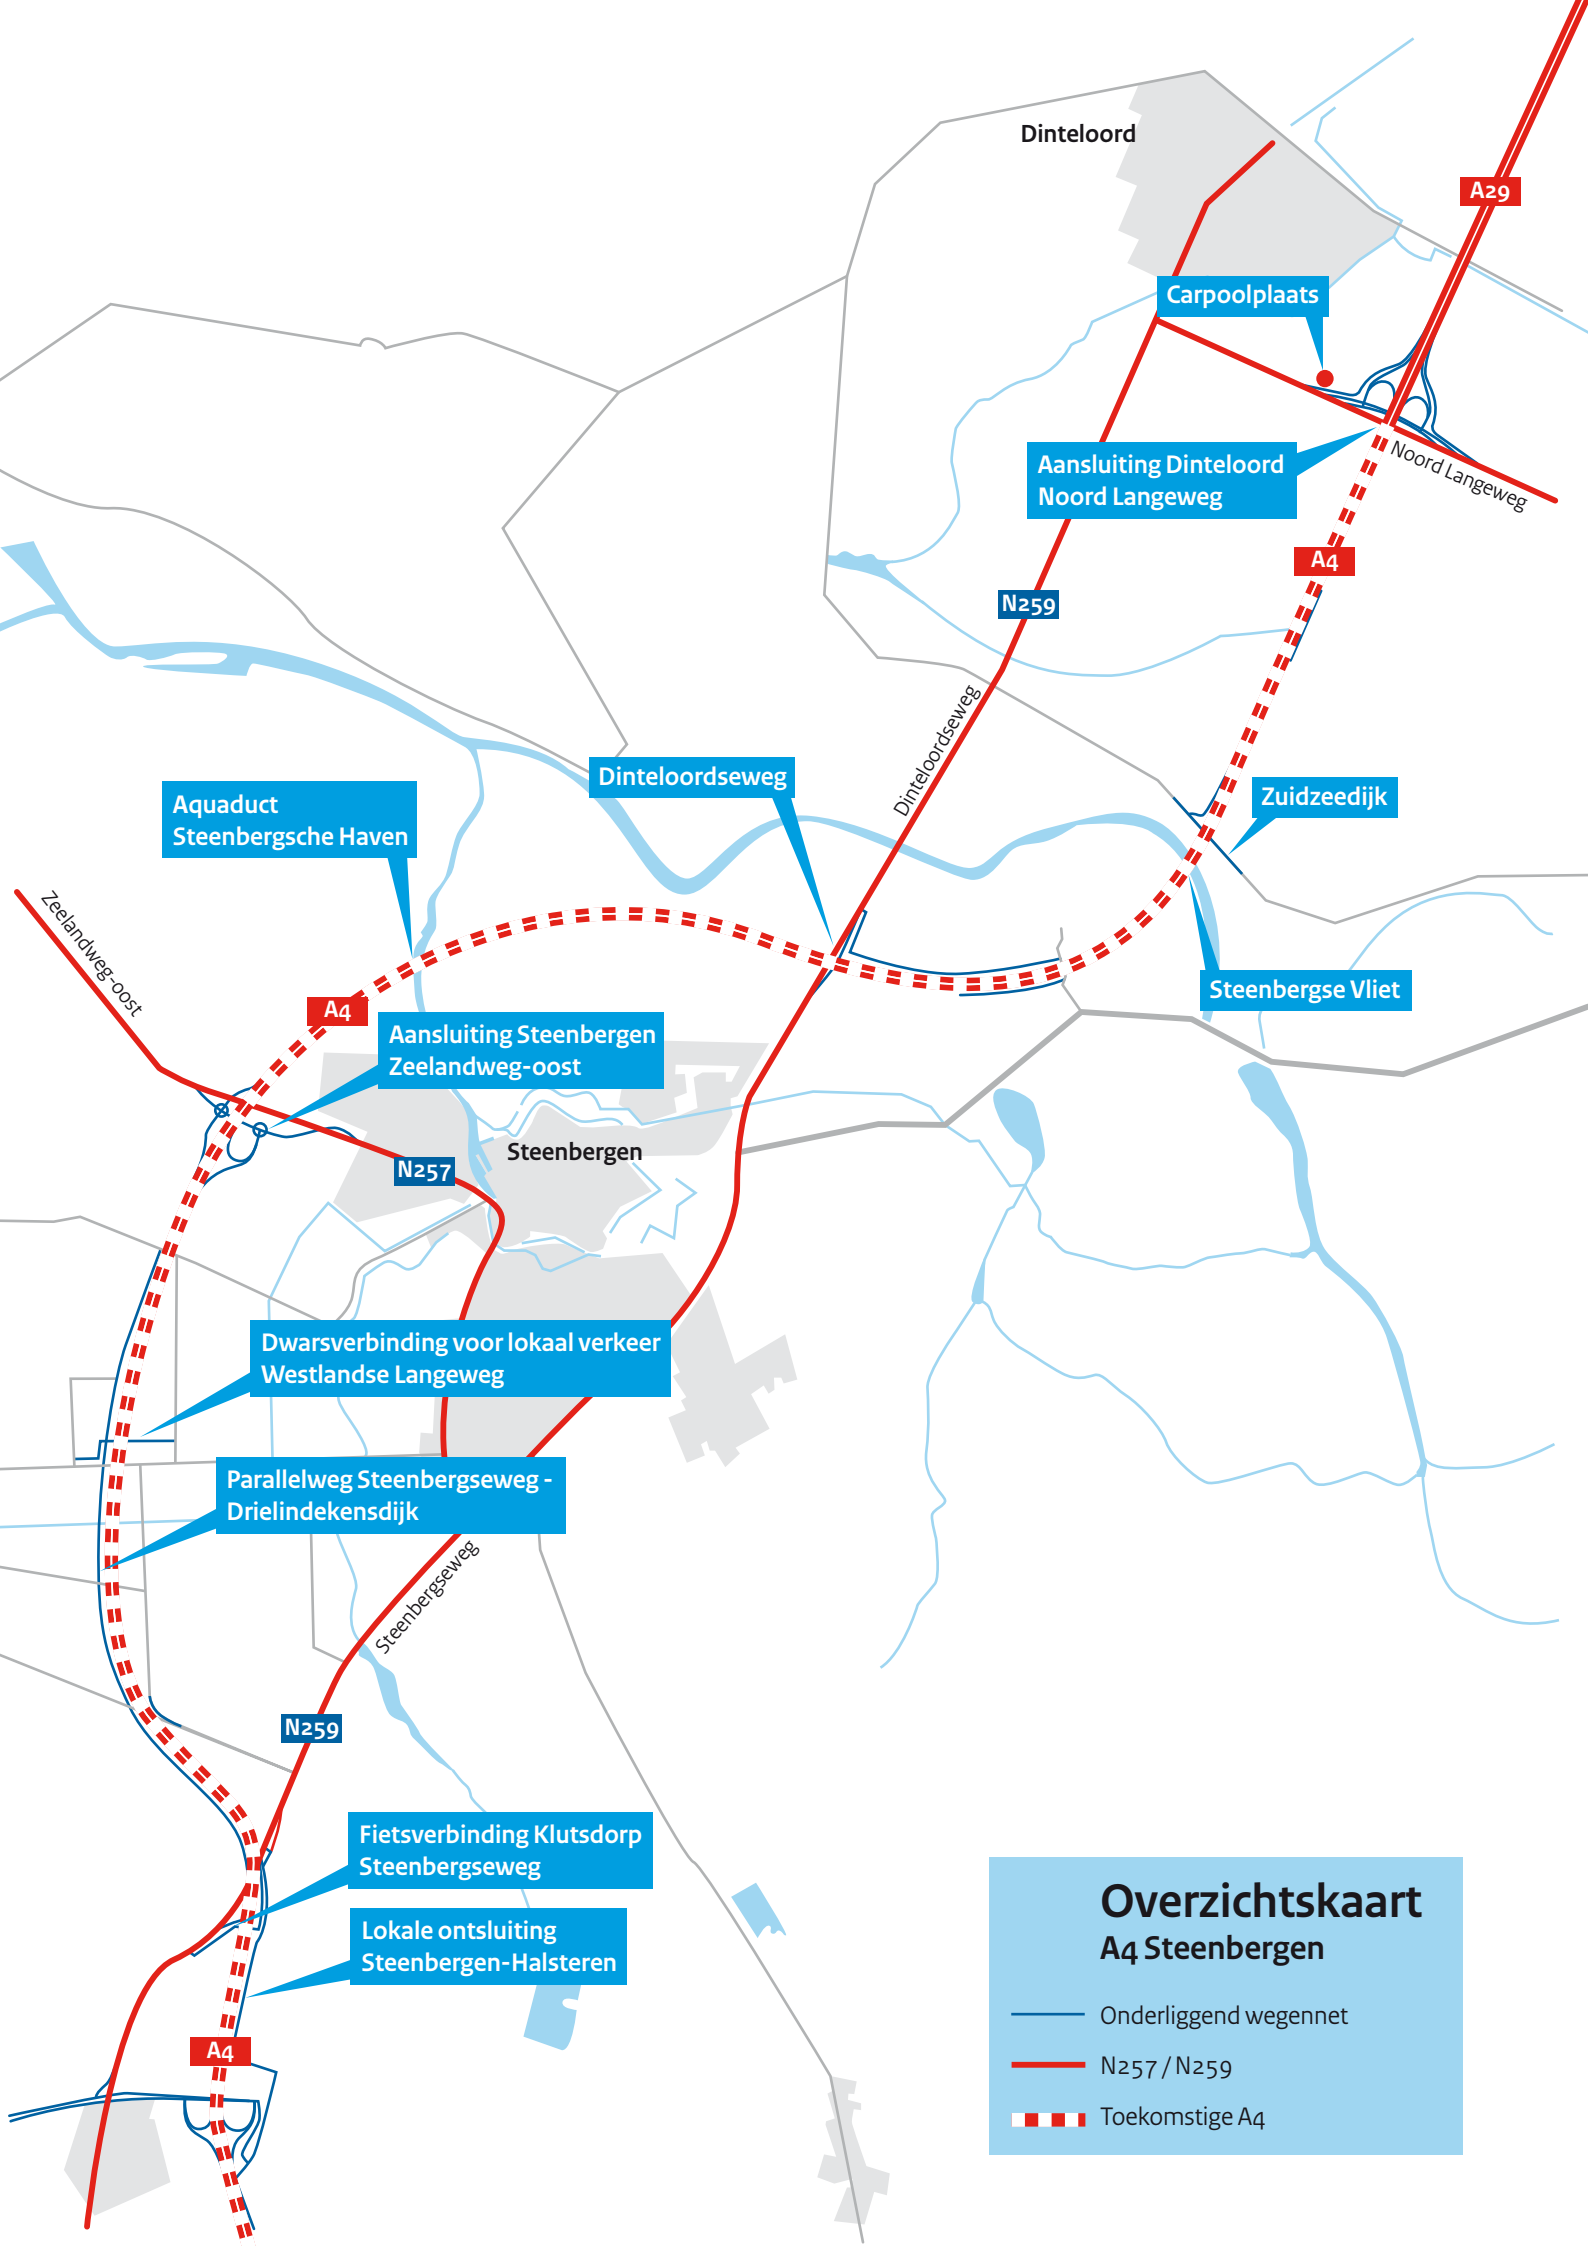 Dinteloord
A29
Carpoolplaats
Aansluiting Dinteloord
Noord Langeweg
Noord Langeweg
A4
N259
Dinteloordseweg
Dinteloordseweg
Zuidzeedijk
Aquaduct
Steenbergsche Haven
Zeelandweg-oost
Steenbergse Vliet
A4
Aansluiting Steenbergen
Zeelandweg-oost
Steenbergen
N257
Dwarsverbinding voor lokaal verkeer
Westlandse Langeweg
Parallelweg Steenbergseweg -
Drielindekensdijk
Steenbergseweg
N259
Fietsverbinding Klutsdorp
Steenbergseweg
Lokale ontsluiting
Steenbergen-Halsteren
A4
Overzichtskaart
A4 Steenbergen
Onderliggend wegennet
N257 / N259
Toekomstige A4